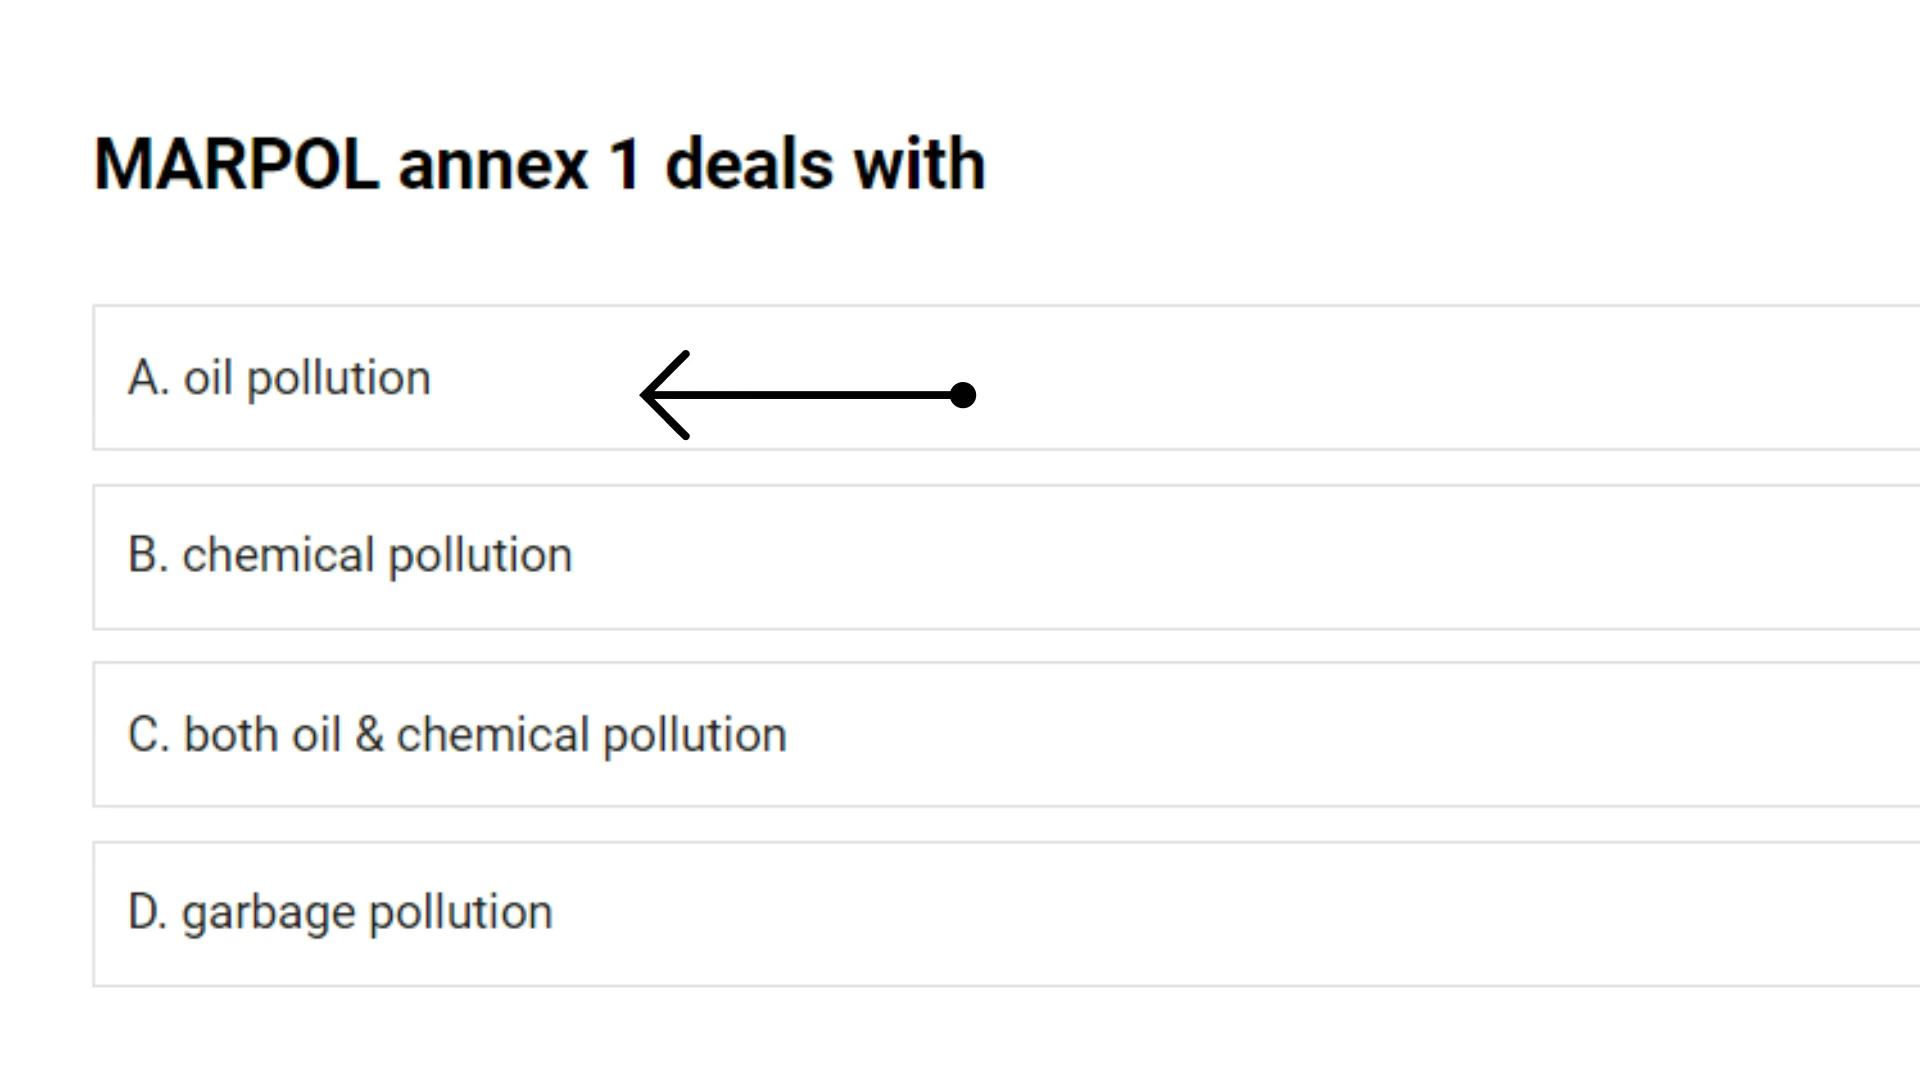 MARPOL annex 1 deals with
A. oil pollution
B. chemical pollution
C. both oil & chemical pollution
D. garbage pollution